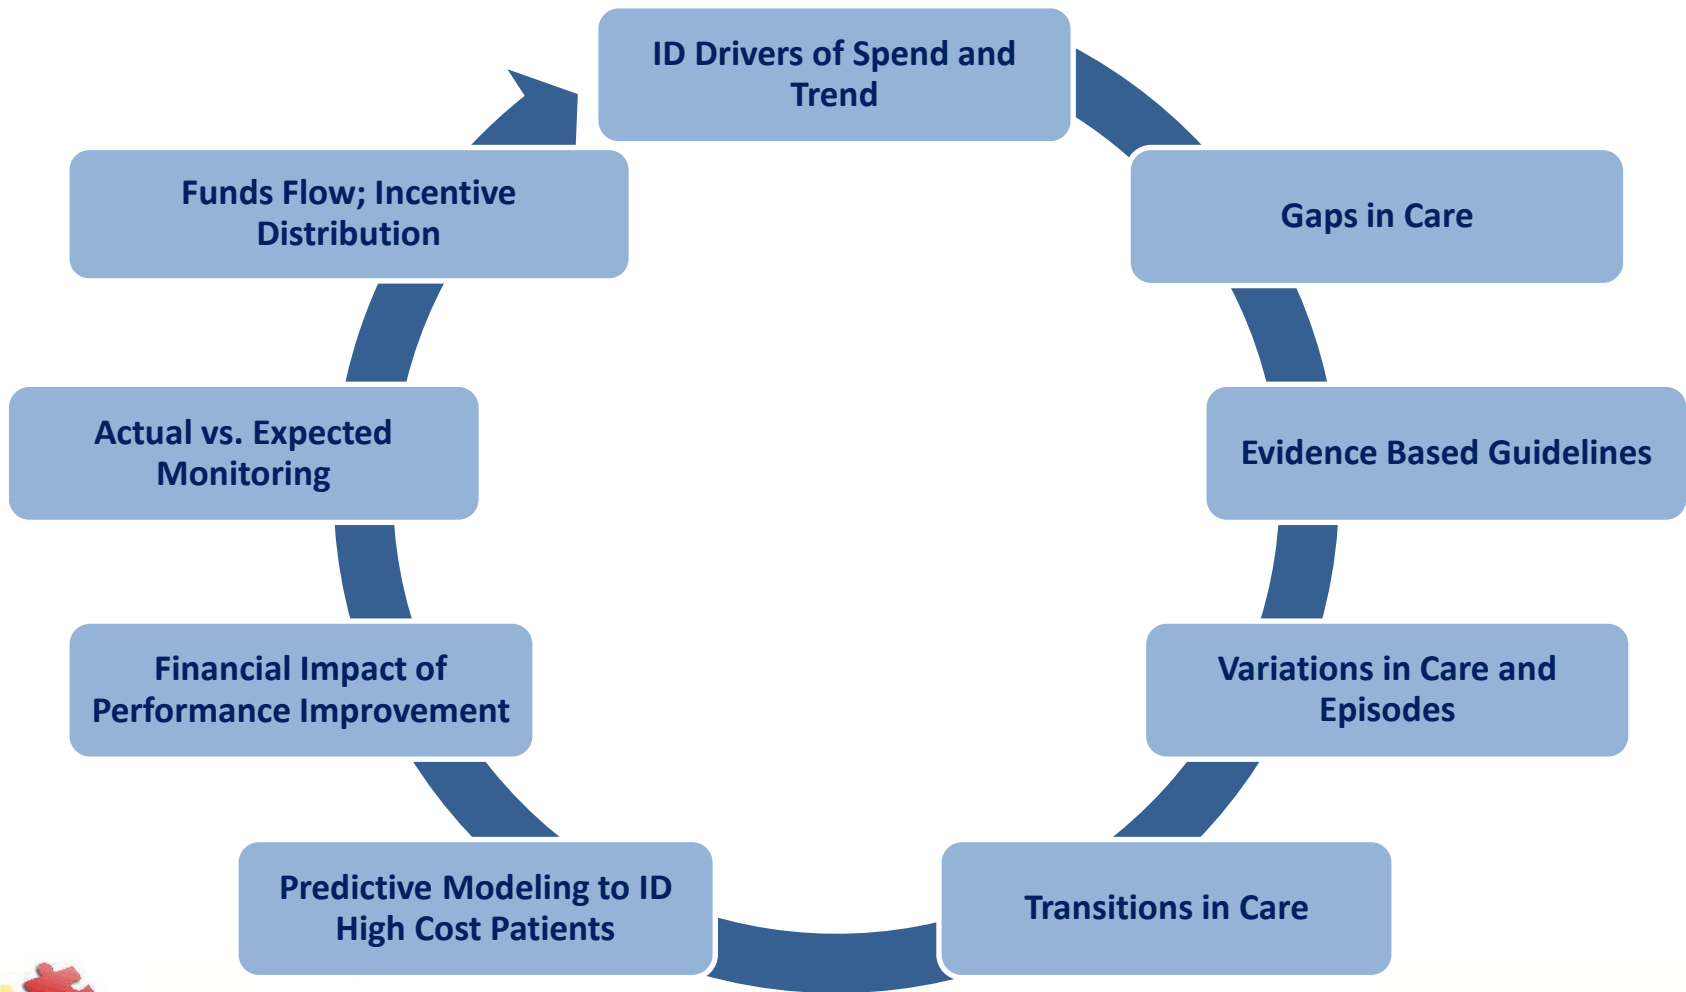 ID Drivers of Spend and
Trend
Gaps in Care
Evidence Based Guidelines
Variations in Care and
Episodes
Transitions in Care
Predictive Modeling to ID
High Cost Patients
Financial Impact of
Performance Improvement
Actual vs. Expected
Monitoring
Funds Flow; Incentive
Distribution